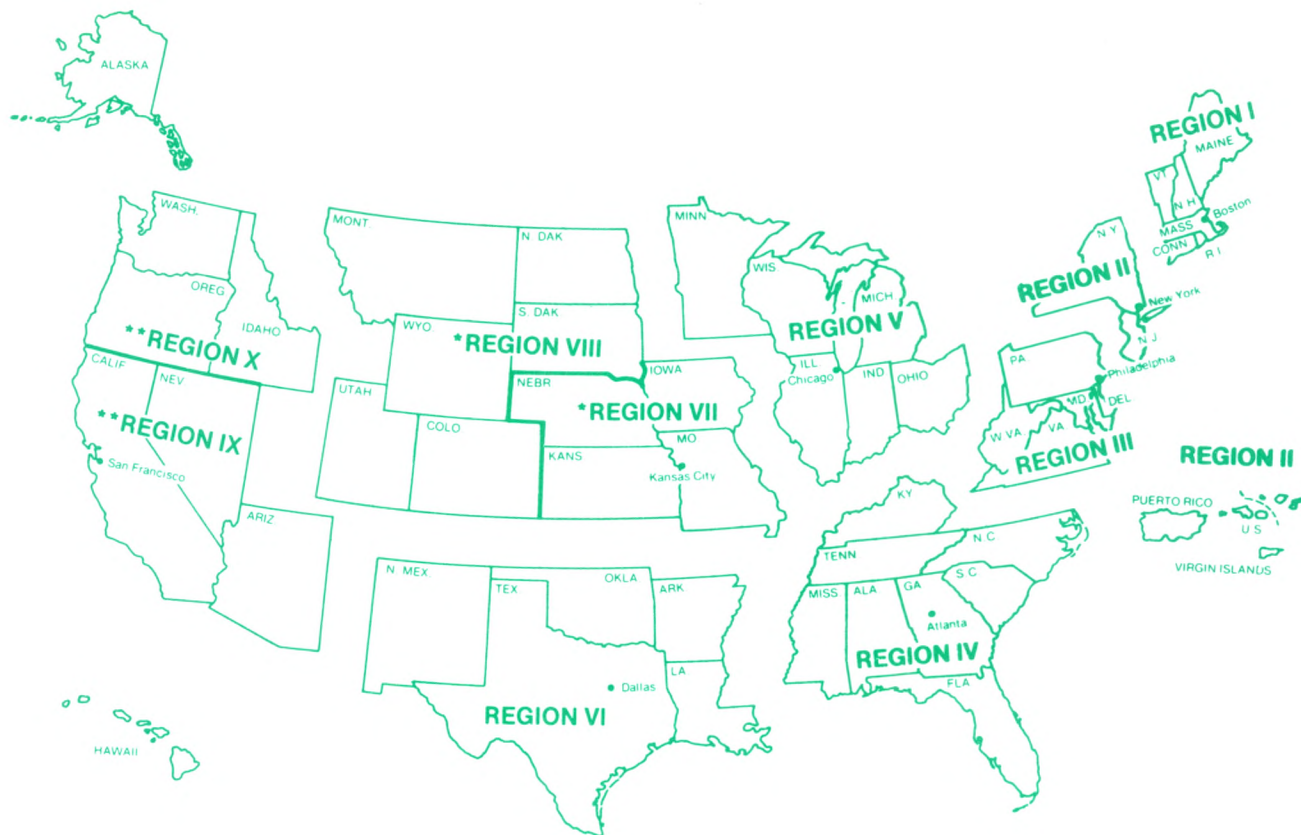 ALASKA
REGION I
MAINE
VT.
N H
Boston
MASS
CONN
R I
WASH.
MONT.
N. DAK
MINN
N Y
OREG
WIS.
REGION II
MICH.
New York
S. DAK
IDAHO
WYO.
**REGION X
*REGION VIII
REGION V
N J
CALIF
NEV
UTAH
NEBR
IOWA
ILL.
Chicago
IND
OHIO
PA
Philadelphia
MD
DEL
**REGION IX
*REGION VII
COLO
MO
W VA
VA
REGION III
REGION II
San Francisco
KANS
Kansas City
KY
PUERTO RICO
ARIZ
U S
VIRGIN ISLANDS
TENN
N C
N. MEX.
OKLA
TEX
ARK
MISS
ALA
GA
S C
Atlanta
REGION IV
LA
FLA
Dallas
REGION VI
HAWAII